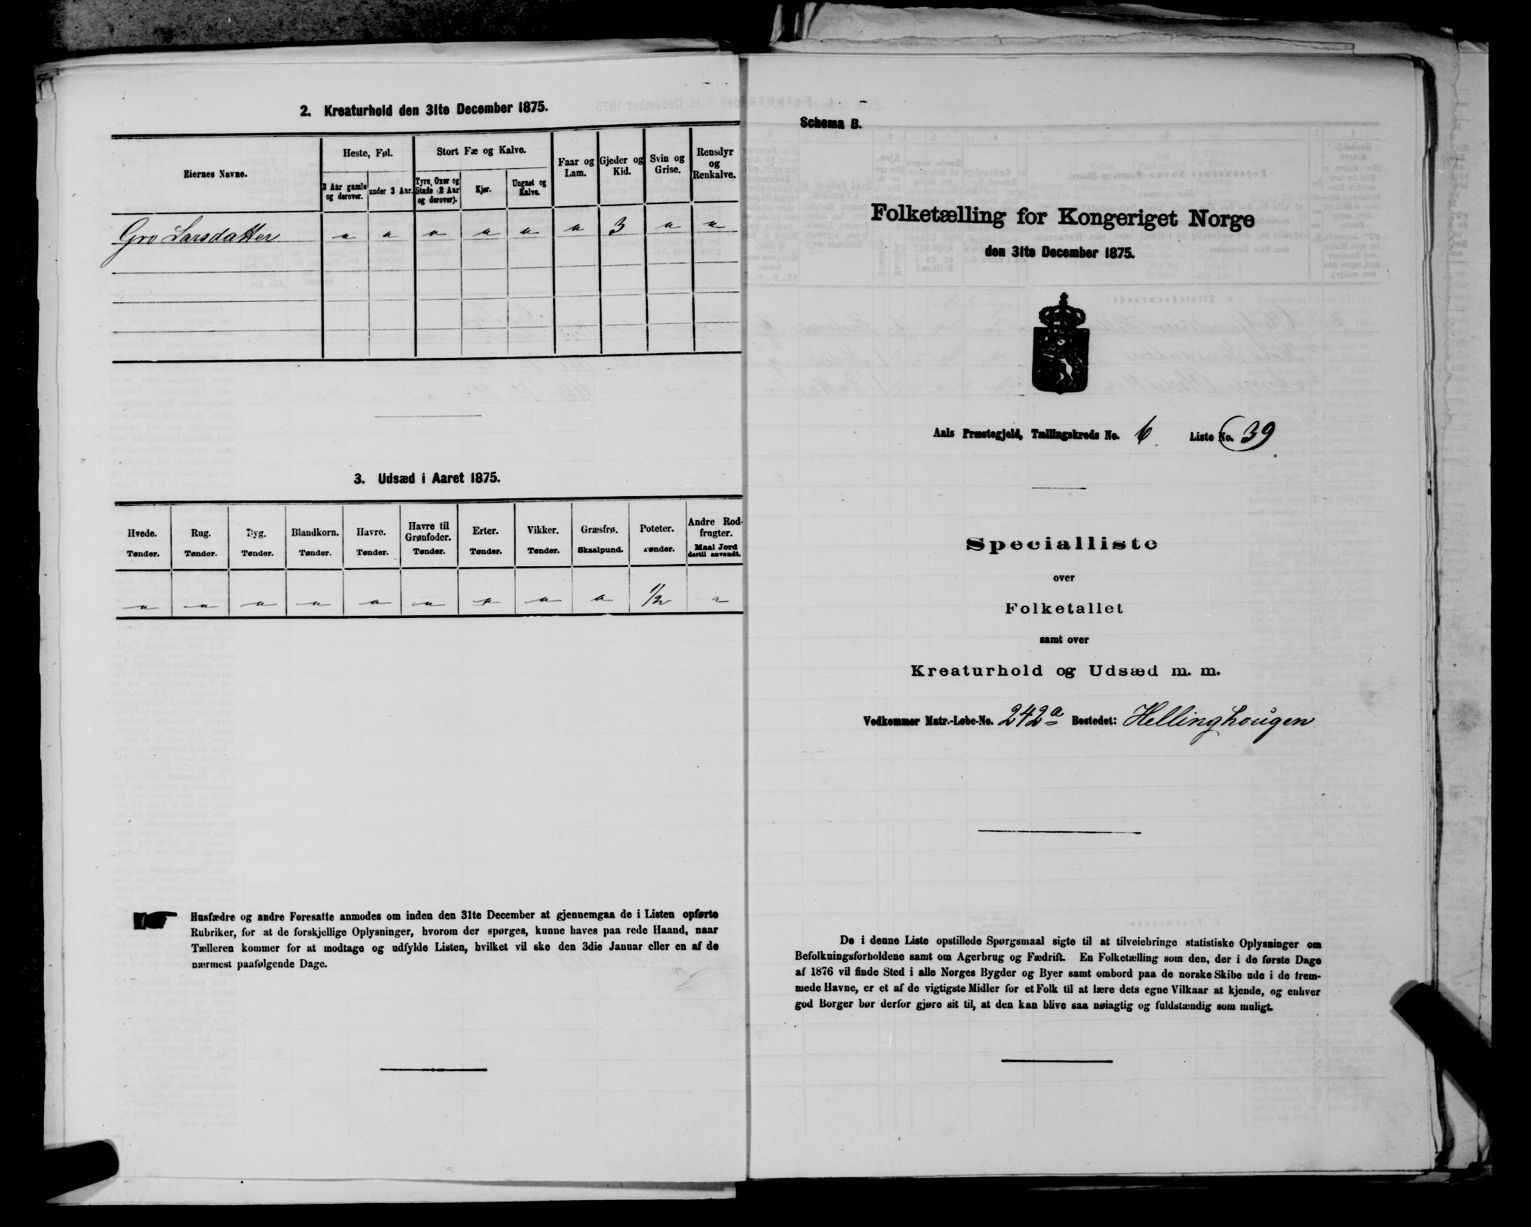 2. Kreaturhold den 31te December 1875.
Eiernes Navne.
Heste, Føl.
Stort Fæ og Kalve.
Faar og Lam.
Gjeder og Kid.
Svin og Grise.
Rensdyr og Renkalve.
3 Aar gamle og derover.
under 3 Aar.
Tyre, Oxer og Stude (2 Aar og derover).
Kjør.
Ungnøt og Kalve.
Gro Larsdatter " " " " " " 3 " "
3. Udsæd i Aaret 1875.
Hvede. Rug. Byg. Blandkorn. Havre. Havre til Grønfoder. Erter. Vikker. Græsfrø. Poteter. Andre Rodfrugter.
Tønder. Tønder. Tønder. Tønder. Tønder. Tønder. Tønder. Tønder. Skaalpund. Tønder. Maal Jord dertil anvendt.
" " " " " " " " " 1/2 "
Husfædre og andre Foresatte anmodes om inden den 31te December at gjennemgaa de i Listen opførte
Rubriker, for at de forskjellige Oplysninger, hvorom der spørges, kunne haves paa rede Haand, naar
Tælleren kommer for at modtage og udfylde Listen, hvilket vil ske den 3die Januar eller en af de
nærmest paafølgende Dage.
Schema B.
Folketælling for Kongeriget Norge
den 31te December 1875.
Aals Præstegjeld, Tællingskreds No. 6. Liste No. 39
Specialliste
over
Folketallet
samt over
Kreaturhold og Udsæd m. m.
Vedkommer Matr.-Løbe-No. 242a Bostedet: Hellinghougen
De i denne Liste opstillede Spørgsmaal sigte til at tilveiebringe statistiske Oplysninger om
Befolkningsforholdene samt om Agerbrug og Fædrift. En Folketælling som den, der i de første Dage
af 1876 vil finde Sted i alle Norges Bygder og Byer samt ombord paa de norske Skibe ude i de frem-
mede Havne, er et af de vigtigste Midler for et Folk til at lære dets egne Vilkaar at kjende, og enhver
god Borger bør derfor gjøre sit til, at den kan blive saa nøiagtig og fuldstændig som muligt.